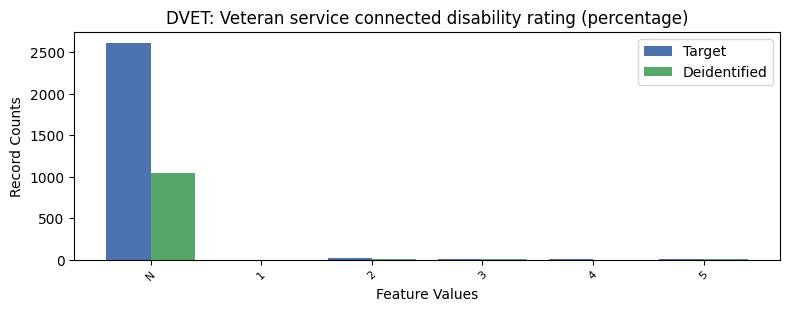 DVET: Veteran service connected disability rating (percentage)
Target
Deidentified
Record Counts
2500
2000
1500
1000
500
0
N 1 2 3 4 5
Feature Values